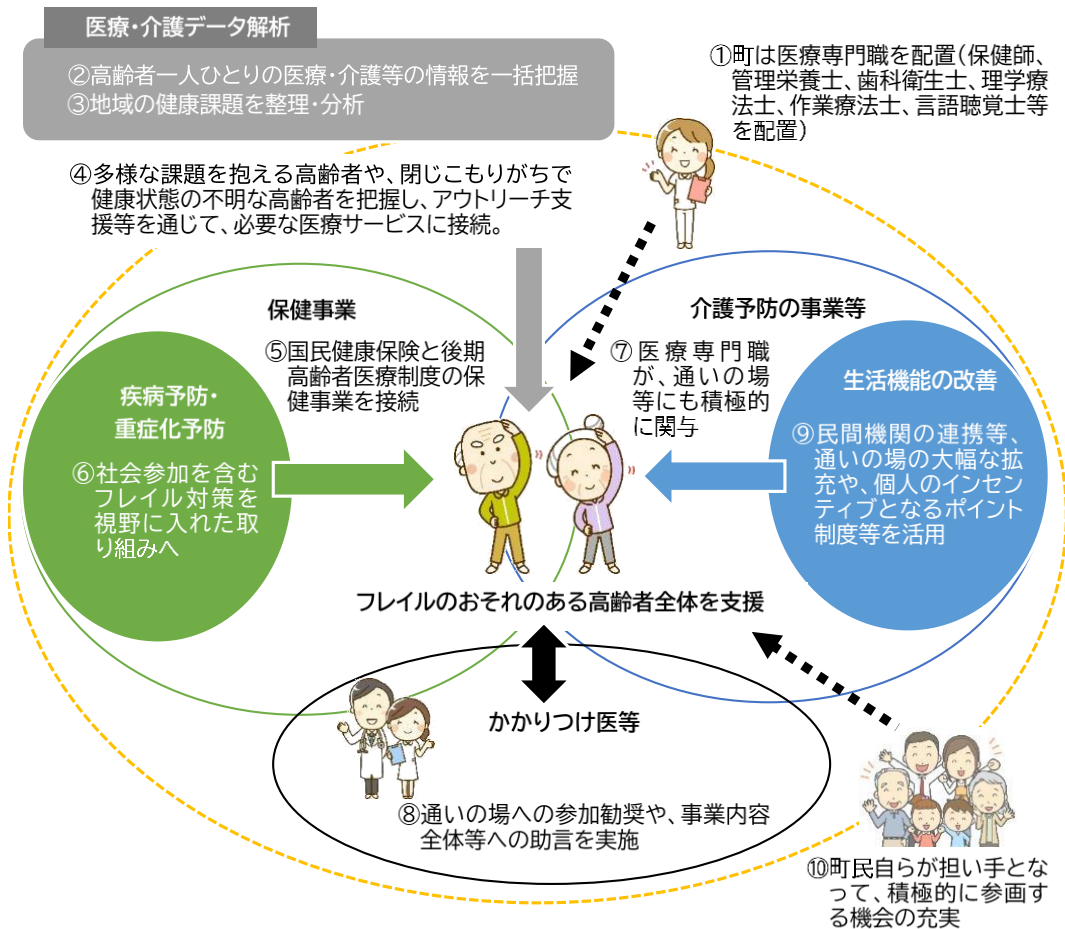 医療・介護データ解析
②高齢者一人ひとりの医療・介護等の情報を一括把握
③地域の健康課題を整理・分析
①町は医療専門職を配置（保健師、
管理栄養士、歯科衛生士、理学療
法士、作業療法士、言語聴覚士等
を配置）
④多様な課題を抱える高齢者や、閉じこもりがちで
健康状態の不明な高齢者を把握し、アウトリーチ支
援等を通じて、必要な医療サービスに接続。
保健事業
⑤国民健康保険と後期
高齢者医療制度の保
健事業を接続
介護予防の事業等
⑦医療専門職
が、通いの場
等にも積極的
に関与
疾病予防・
重症化予防
⑥社会参加を含む
フレイル対策を
視野に入れた取
り組みへ
生活機能の改善
⑨民間機関の連携等、
通いの場の大幅な拡
充や、個人のインセン
ティブとなるポイント
制度等を活用
フレイルのおそれのある高齢者全体を支援
かかりつけ医等
⑧通いの場への参加勧奨や、事業内容
全体等への助言を実施
⑩町民自らが担い手とな
って、積極的に参画す
る機会の充実